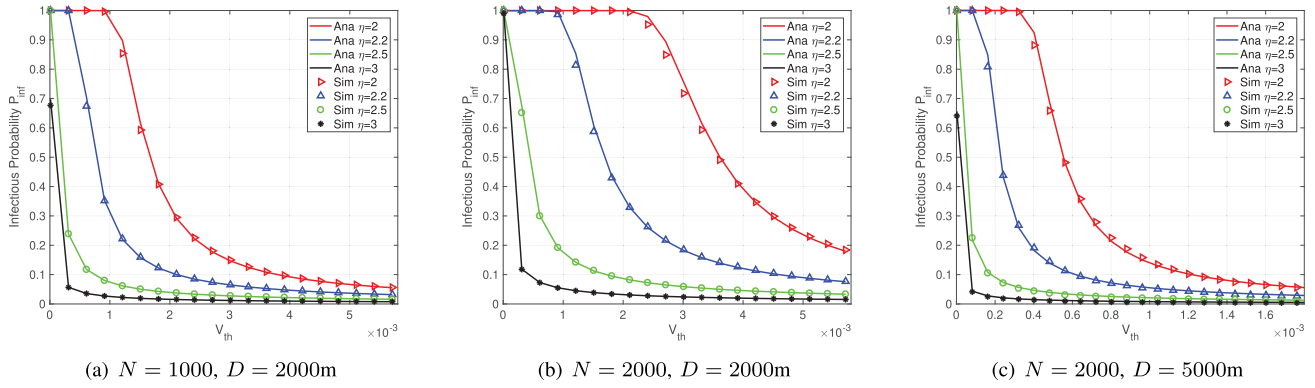 1
0.9
0.8
0.7
0.6
0.5
0.4
0.3
0.2
0.1
0
Infectious Probability P_inf
Ana η=2
Ana η=2.2
Ana η=2.5
Ana η=3
Sim η=2
Sim η=2.2
Sim η=2.5
Sim η=3
0 1 2 3 4 5
×10⁻³
V_th
(a) N = 1000, D = 2000m
1
0.9
0.8
0.7
0.6
0.5
0.4
0.3
0.2
0.1
0
Infectious Probability P_inf
Ana η=2
Ana η=2.2
Ana η=2.5
Ana η=3
Sim η=2
Sim η=2.2
Sim η=2.5
Sim η=3
0 1 2 3 4 5
×10⁻³
V_th
(b) N = 2000, D = 2000m
1
0.9
0.8
0.7
0.6
0.5
0.4
0.3
0.2
0.1
0
Infectious Probability P_inf
Ana η=2
Ana η=2.2
Ana η=2.5
Ana η=3
Sim η=2
Sim η=2.2
Sim η=2.5
Sim η=3
0 0.2 0.4 0.6 0.8 1 1.2 1.4 1.6
×10⁻³
V_th
(c) N = 2000, D = 5000m